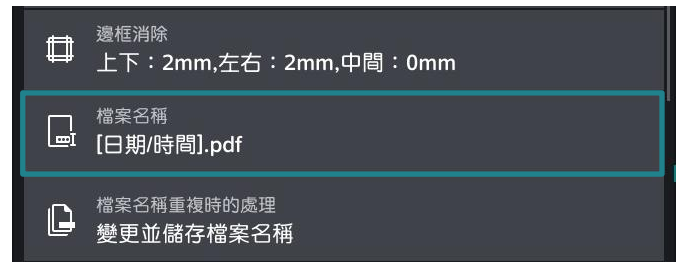 邊框消除
上下：2mm,左右：2mm,中間：0mm
檔案名稱
[日期/時間].pdf
檔案名稱重複時的處理
變更並儲存檔案名稱